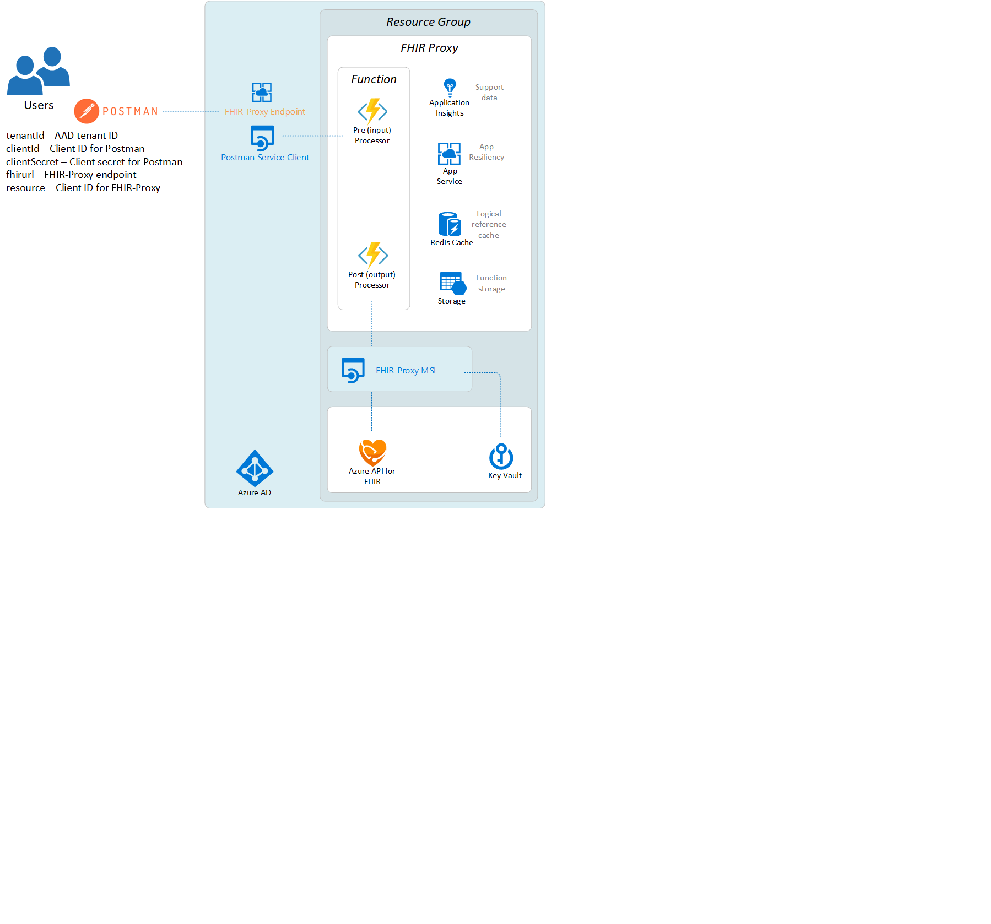 Resource Group
FHIR Proxy
Function
Users
POSTMAN
tenantId – AAD tenant ID
clientId – Client ID for Postman
clientSecret – Client secret for Postman
fhirurl – FHIR-Proxy endpoint
resource – Client ID for FHIR-Proxy
FHIR-Proxy Endpoint
Postman Service Client
Pre (input)
Processor
Post (output)
Processor
Application
Insights
Support
data
App
Service
App
Resiliency
Redis Cache
Logical
reference
cache
Storage
Function
storage
FHIR-Proxy MSI
Azure API for
FHIR
Key Vault
Azure AD